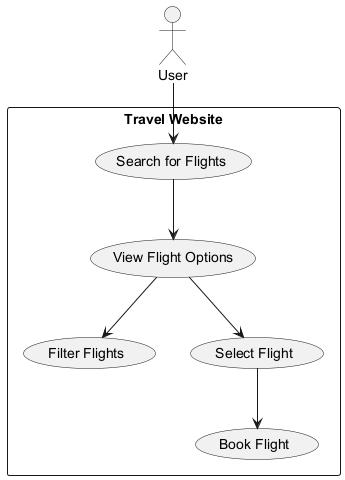 User
Travel Website
Search for Flights
View Flight Options
Filter Flights
Select Flight
Book Flight